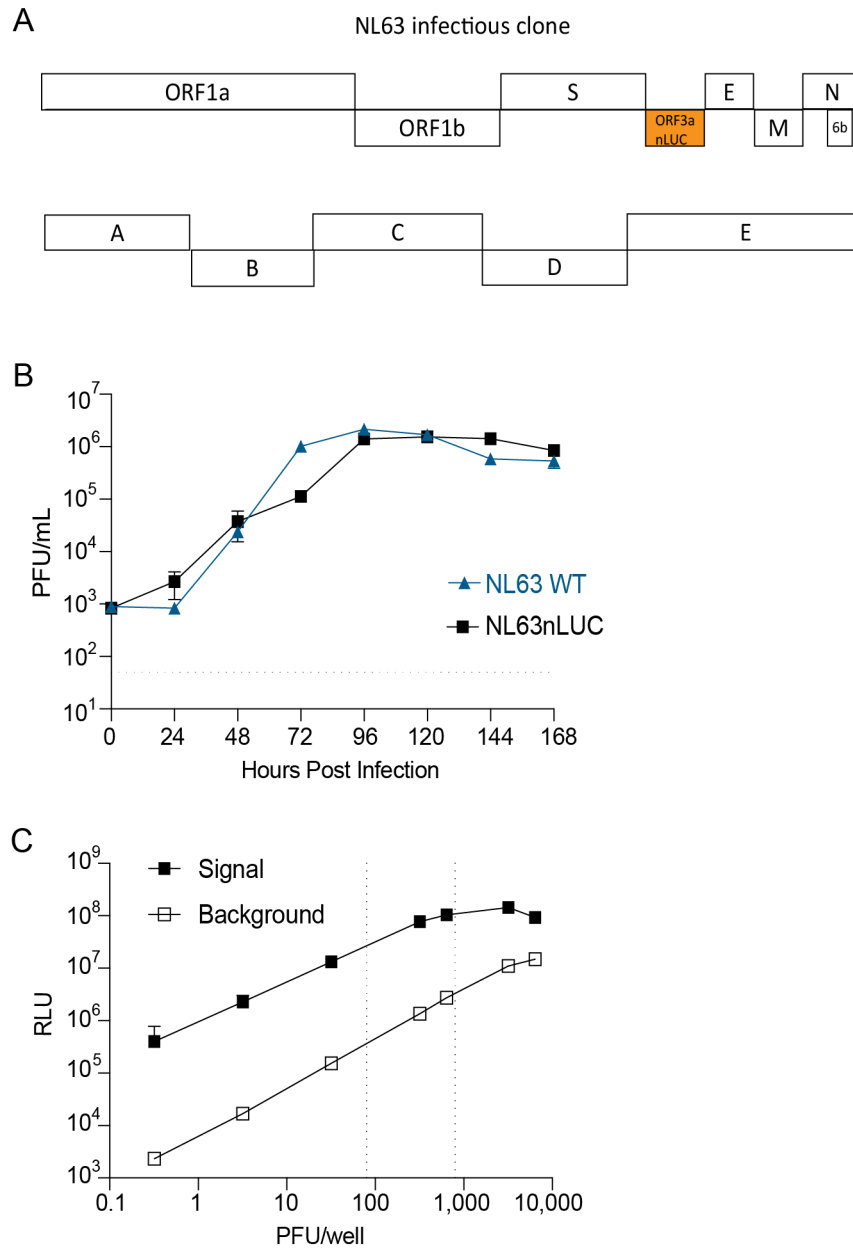 A
NL63 infectious clone
ORF1a
S
E
N
ORF1b
ORF3a
nLUC
M
6b
A
C
E
B
D
B
10^7
10^6
10^5
10^4
10^3
10^2
10^1
PFU/mL
NL63 WT
NL63nLUC
0 24 48 72 96 120 144 168
Hours Post Infection
C
10^9
10^8
10^7
10^6
10^5
10^4
10^3
RLU
Signal
Background
0.1 1 10 100 1,000 10,000
PFU/well